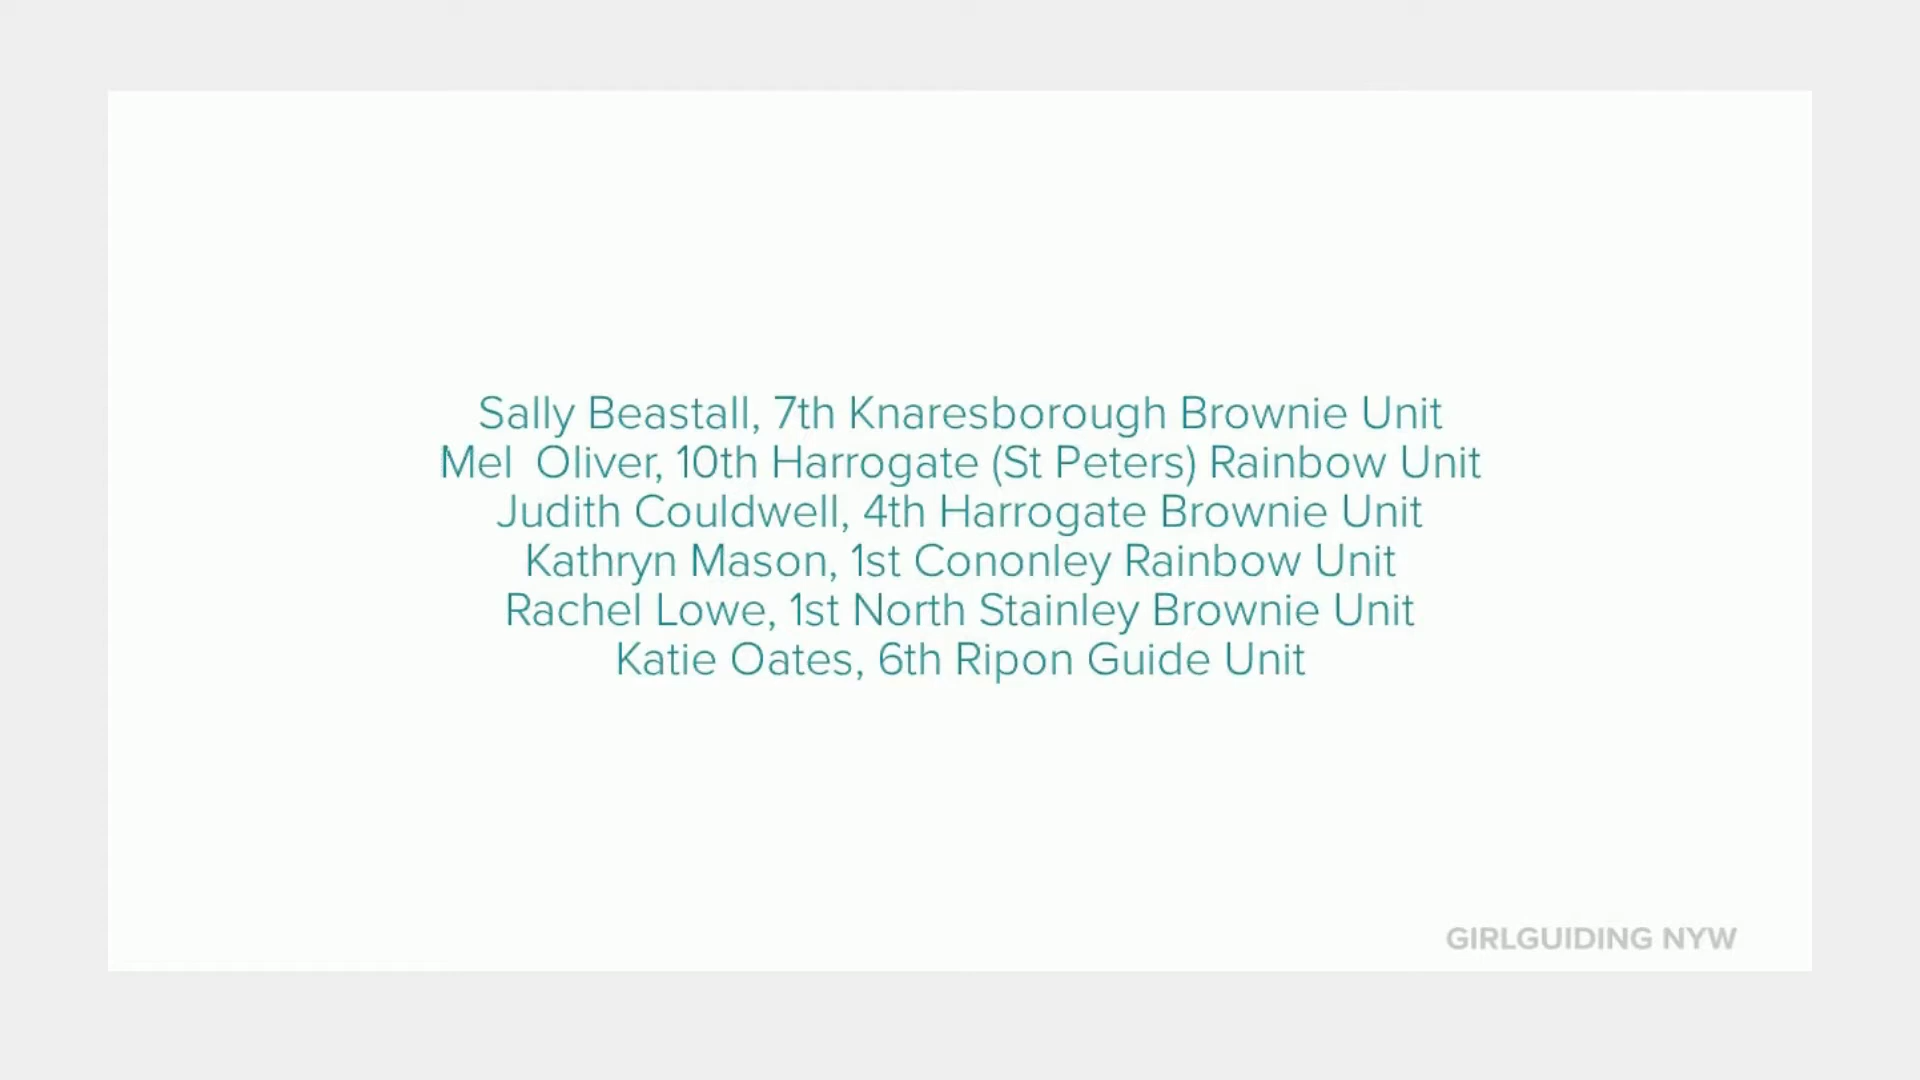 Sally Beastall, 7th Knaresborough Brownie Unit
Mel  Oliver, 10th Harrogate (St Peters) Rainbow Unit
Judith Couldwell, 4th Harrogate Brownie Unit
Kathryn Mason, 1st Cononley Rainbow Unit
Rachel Lowe, 1st North Stainley Brownie Unit
Katie Oates, 6th Ripon Guide Unit
GIRLGUIDING NYW